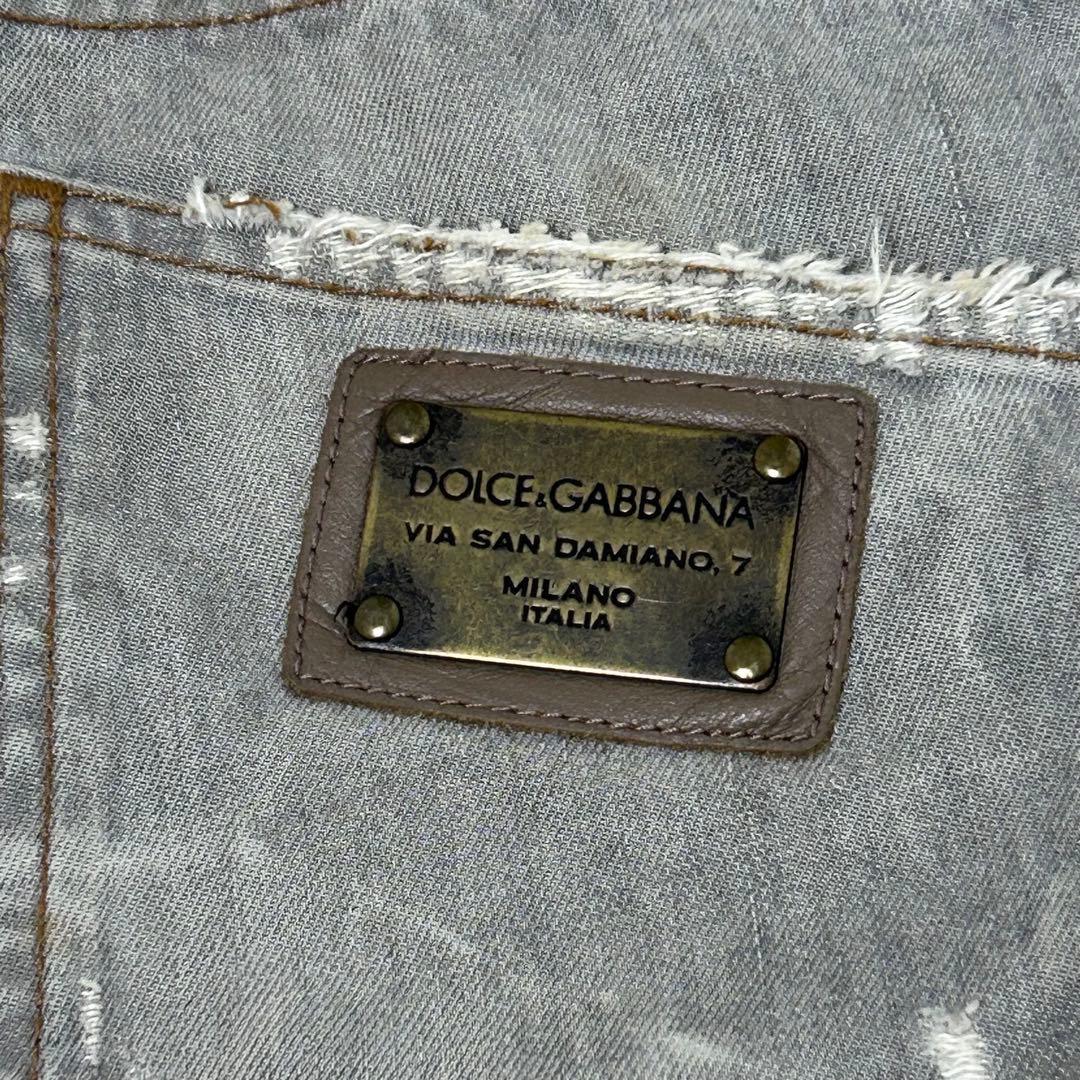 DOLCE&GABBANA
VIA SAN DAMIANO, 7
MILANO
ITALIA